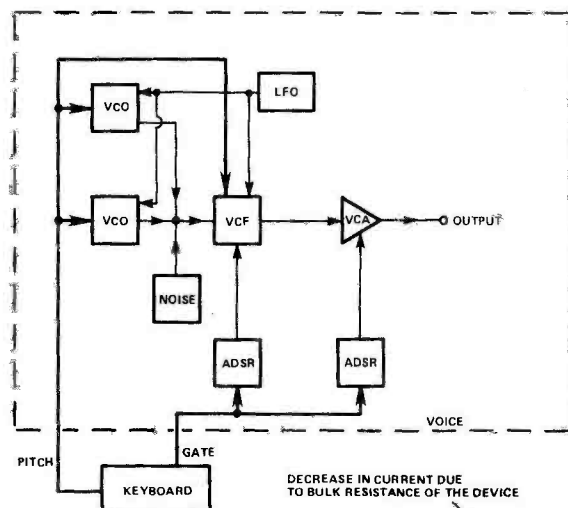 LFO
VCO
VCO
VCF
VCA
OUTPUT
NOISE
ADSR
ADSR
VOICE
PITCH
GATE
KEYBOARD
DECREASE IN CURRENT DUE
TO BULK RESISTANCE OF THE DEVICE